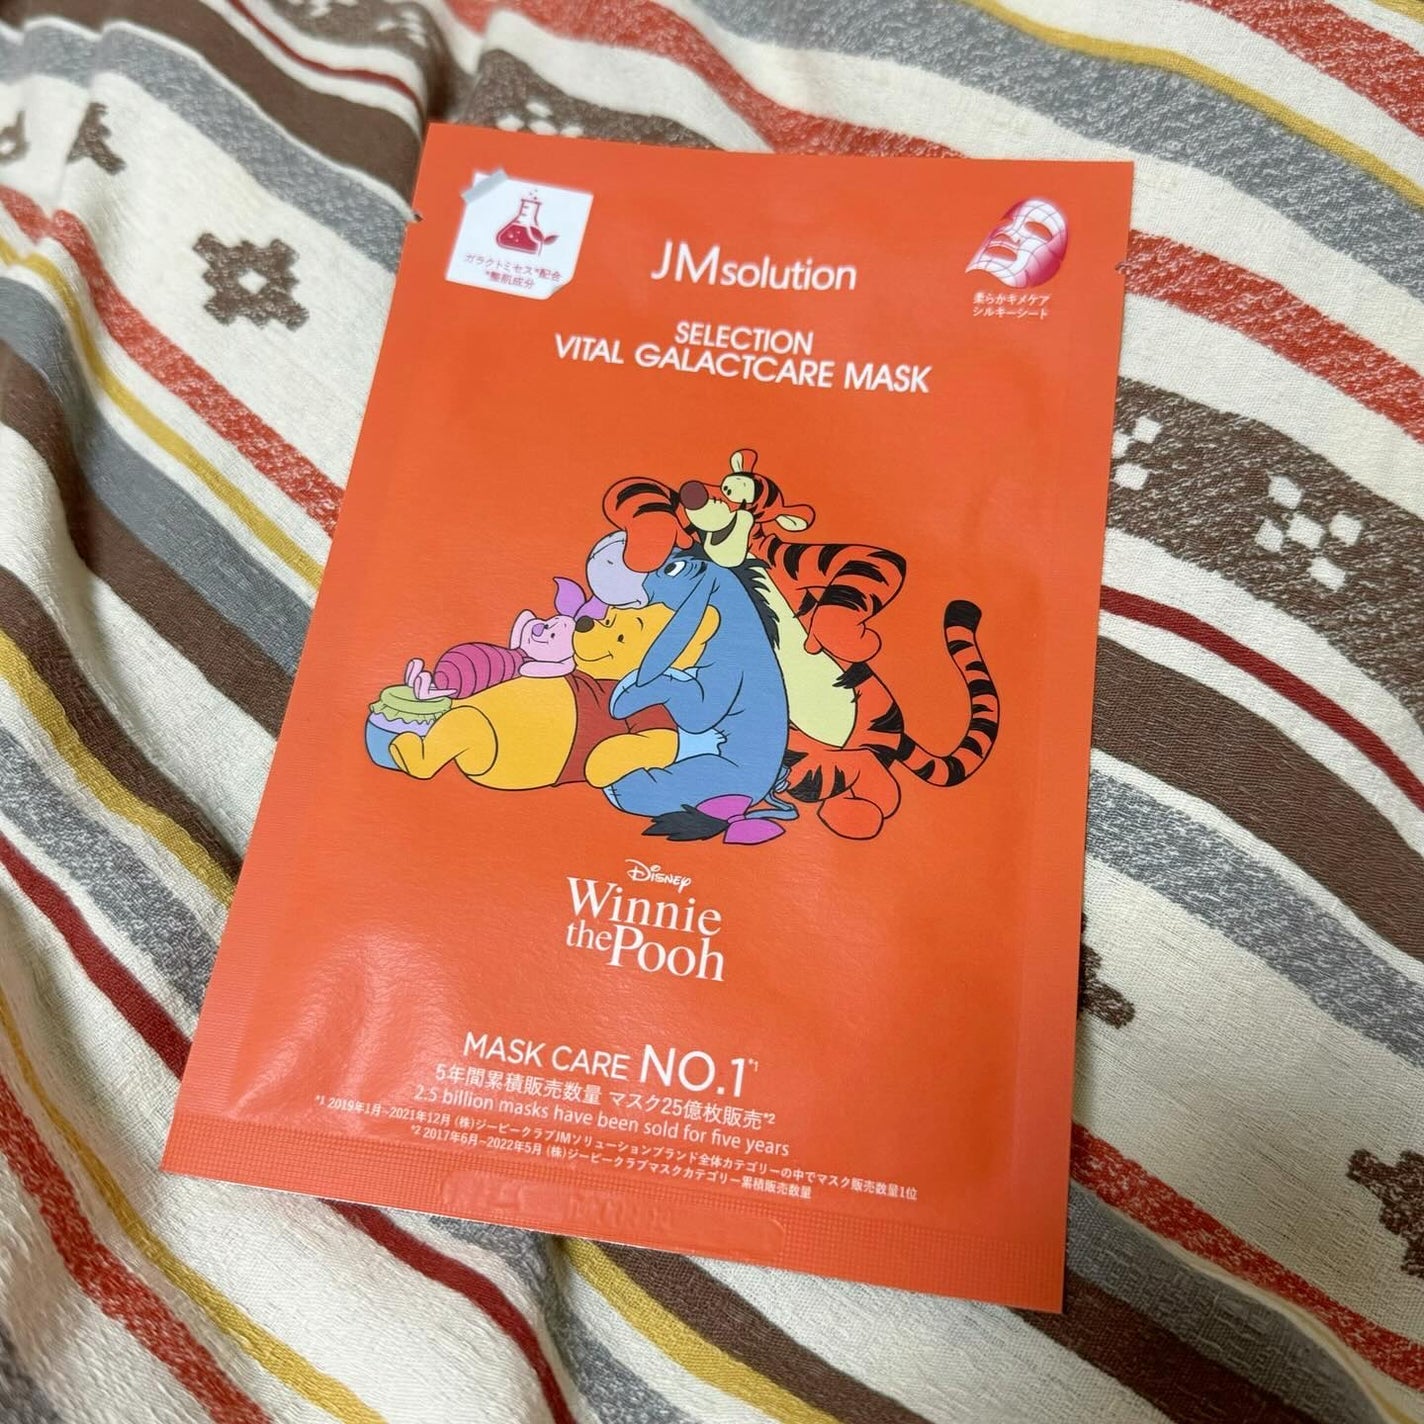 ガラクトミセス*配合
*整肌成分
JMsolution
柔らかキメケア
シルキーシート
SELECTION
VITAL GALACTCARE MASK
Disney
Winnie
the Pooh
MASK CARE NO.1*1
5年間累積販売数量 マスク25億枚販売*2
2.5 billion masks have been sold for five years
*1 2019年1月~2021年12月 (株)ジーピークラブJMソリューションブランド全体カテゴリーの中でマスク販売数量1位
*2 2017年6月~2022年5月 (株)ジーピークラブマスクカテゴリー累積販売数量